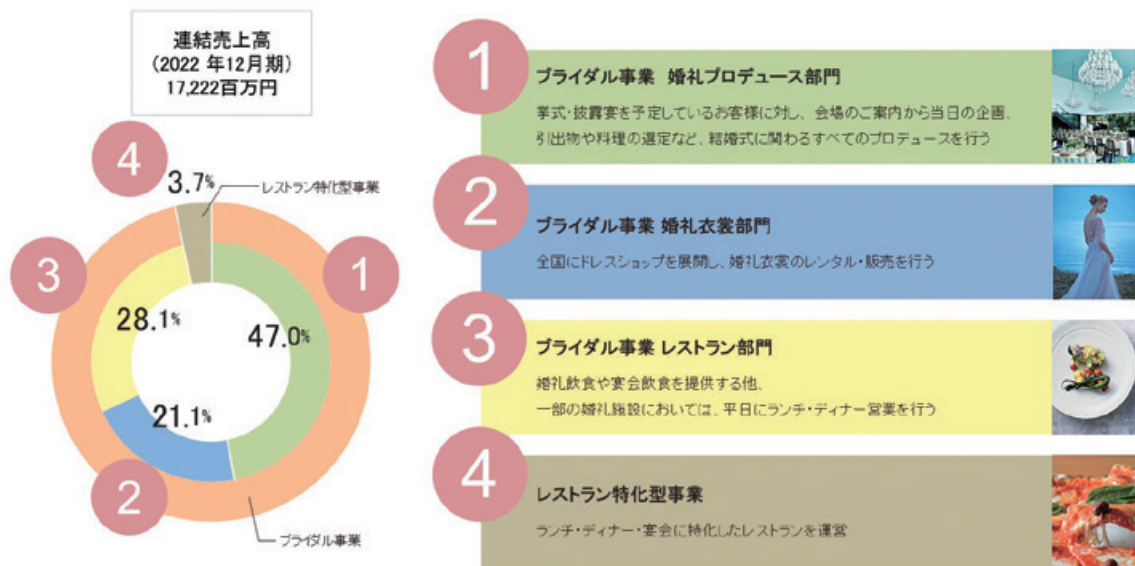 連結売上高
(2022 年12月期)
17,222百万円
4
3.7%
レストラン特化型事業
3
1
28.1%
47.0%
21.1%
2
ブライダル事業
1
ブライダル事業 婚礼プロデュース部門
挙式・披露宴を予定しているお客様に対し、会場のご案内から当日の企画、
引出物や料理の選定など、結婚式に関わるすべてのプロデュースを行う
2
ブライダル事業 婚礼衣裳部門
全国にドレスショップを展開し、婚礼衣裳のレンタル・販売を行う
3
ブライダル事業 レストラン部門
婚礼飲食や宴会飲食を提供する他、
一部の婚礼施設においては、平日にランチ・ディナー営業を行う
4
レストラン特化型事業
ランチ・ディナー・宴会に特化したレストランを運営